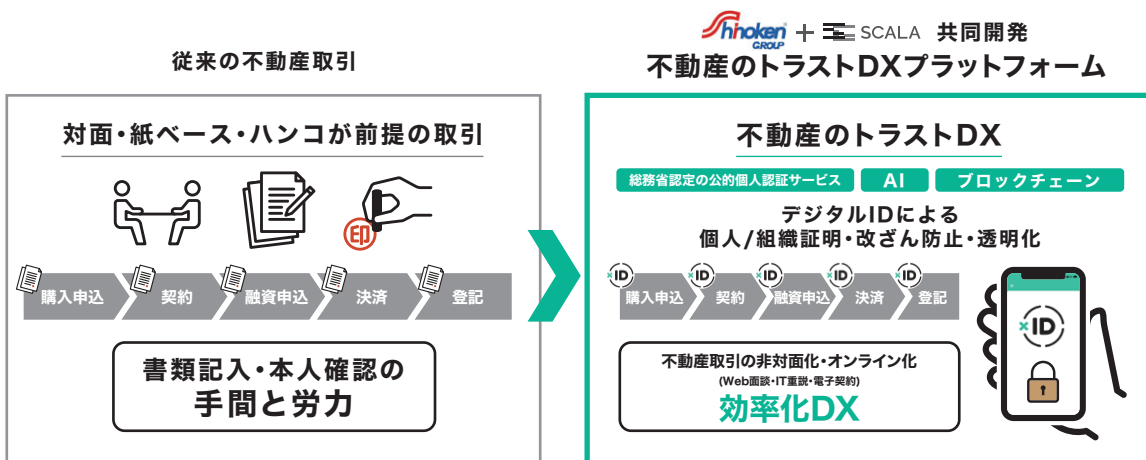 従来の不動産取引
対面・紙ベース・ハンコが前提の取引
印
購入申込 契約 融資申込 決済 登記
書類記入・本人確認の
手間と労力
Shinoken GROUP + SCALA 共同開発
不動産のトラストDXプラットフォーム
不動産のトラストDX
総務省認定の公的個人認証サービス AI ブロックチェーン
デジタルIDによる
個人/組織証明・改ざん防止・透明化
×ID ×ID ×ID ×ID ×ID
購入申込 契約 融資申込 決済 登記
×ID
不動産取引の非対面化・オンライン化
(Web面談・IT重説・電子契約)
効率化DX